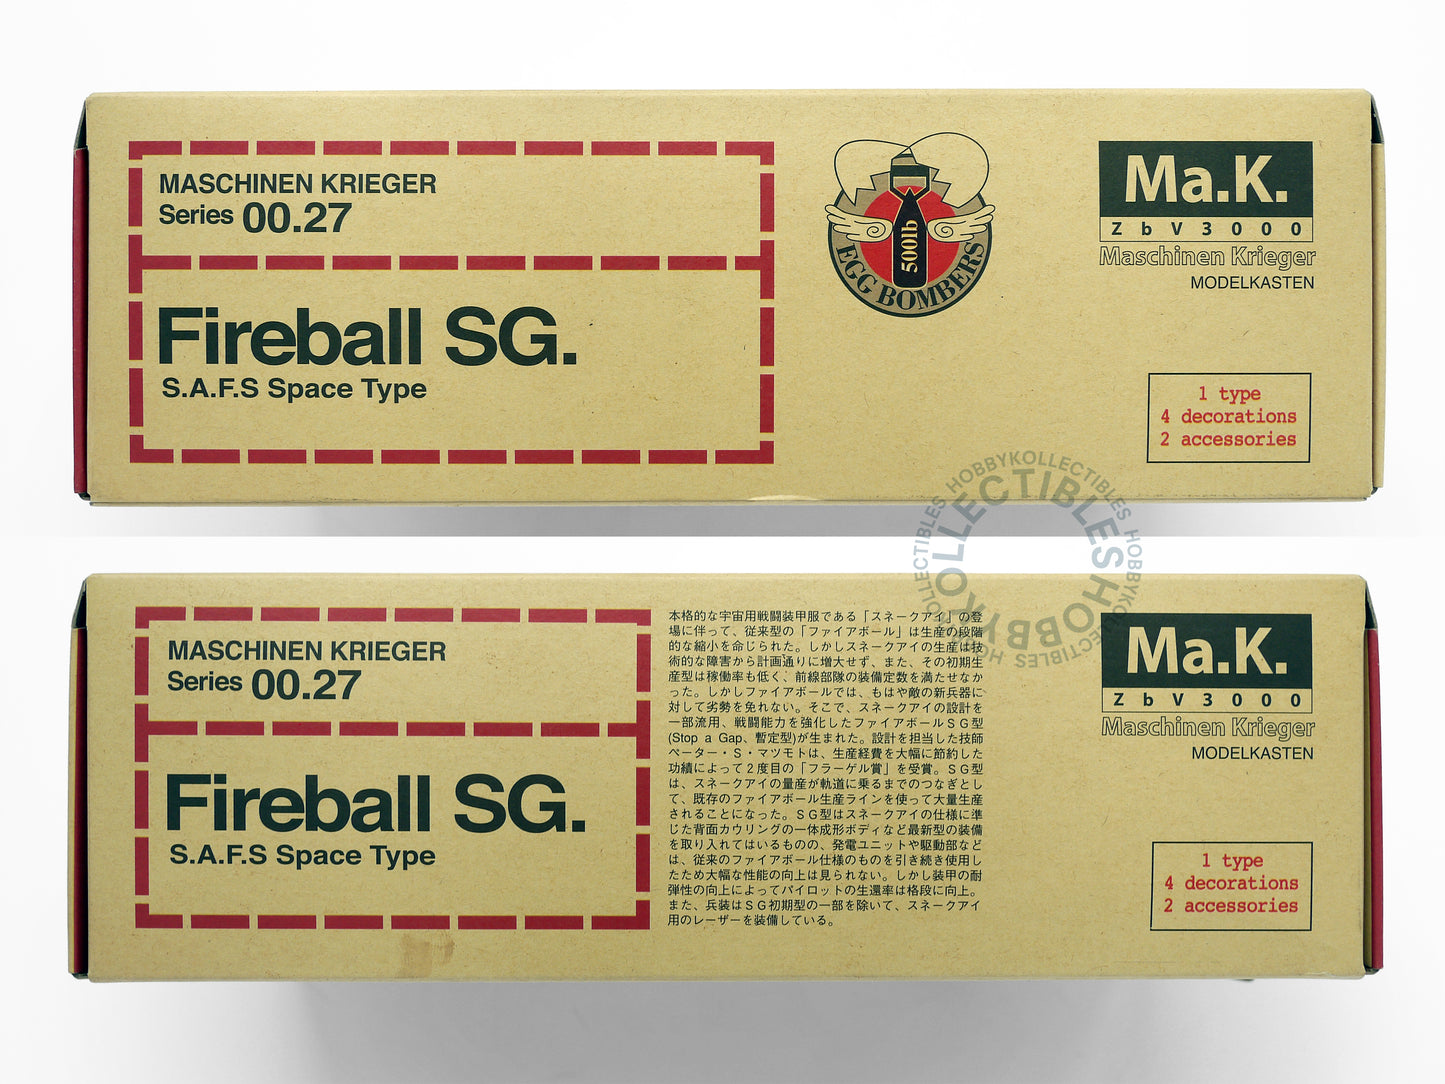 MASCHINEN KRIEGER
Series 00.27
Fireball SG.
S.A.F.S Space Type
500lb
EGG BOMBERS
Ma.K.
ZbV3000
Maschinen Krieger
MODELKASTEN
1 type
4 decorations
2 accessories
HOBBYKOLLECTIBLES
HOBBYKOLLECTIBLES HOBBYKOLLECTIBLES HOBBYKOLLECTIBLES
MASCHINEN KRIEGER
Series 00.27
Fireball SG.
S.A.F.S Space Type
本格的な宇宙用戦闘装甲服である「スネークアイ」の登
場に伴って、従来型の「ファイアボール」は生産の段階
的な縮小を命じられた。しかしスネークアイの生産は技
術的な障害から計画通りに増大せず、また、その初期生
産型は稼働率も低く、前線部隊の装備定数を満たせなか
った。しかしファイアボールでは、もはや敵の新兵器に
対して劣勢を免れない。そこで、スネークアイの設計を
一部流用、戦闘能力を強化したファイアボールＳＧ型
(Stop a Gap、暫定型)が生まれた。設計を担当した技師
ペーター・Ｓ・マツモトは、生産経費を大幅に節約した
功績によって２度目の「フラーゲル賞」を受賞。ＳＧ型
は、スネークアイの量産が軌道に乗るまでのつなぎとし
て、既存のファイアボール生産ラインを使って大量生産
されることになった。ＳＧ型はスネークアイの仕様に準
じた背面カウリングの一体成形ボディなど最新型の装備
を取り入れてはいるものの、発電ユニットや駆動部など
は、従来のファイアボール仕様のものを引き続き使用し
たため大幅な性能の向上は見られない。しかし装甲の耐
弾性の向上によってパイロットの生還率は格段に向上。
また、兵装はＳＧ初期型の一部を除いて、スネークアイ
用のレーザーを装備している。
Ma.K.
ZbV3000
Maschinen Krieger
MODELKASTEN
1 type
4 decorations
2 accessories